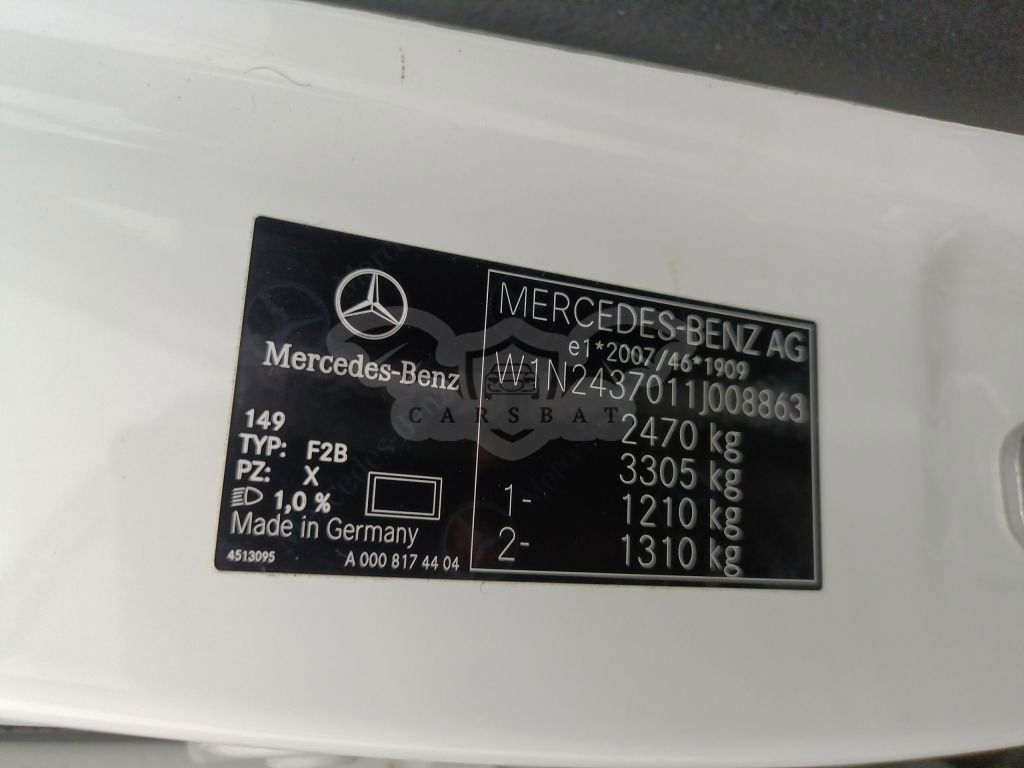 Mercedes-Benz
149
TYP: F2B
PZ: X
1,0 %
Made in Germany
4513095 A 000 817 44 04
MERCEDES-BENZ AG
e1*2007/46*1909
W1N2437011J008863
2470 kg
3305 kg
1- 1210 kg
2- 1310 kg
CARSBAT